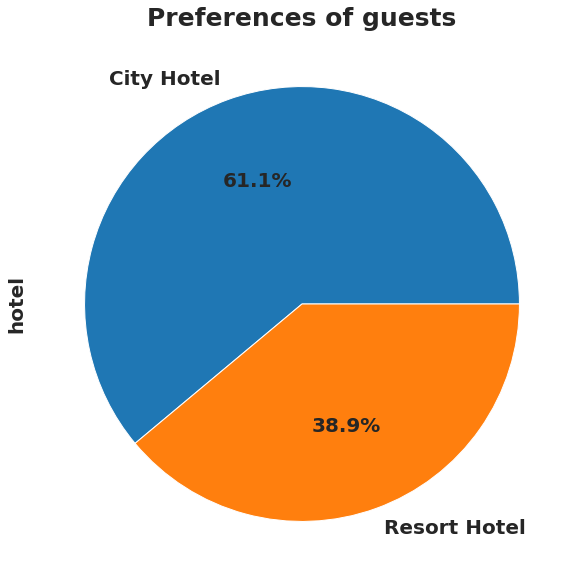 Preferences of guests
City Hotel
61.1%
hotel
38.9%
Resort Hotel